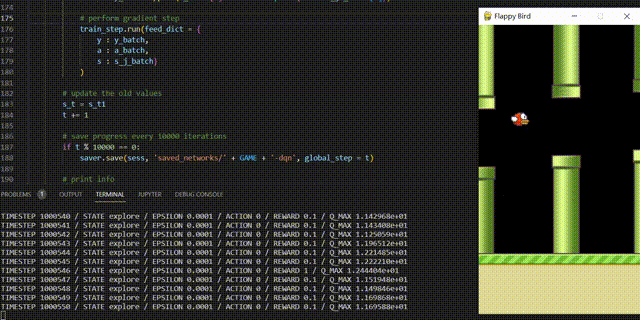 174
175 # perform gradient step
176 train_step.run(feed_dict = {
177 y : y_batch,
178 a : a_batch,
179 s : s_j_batch}
180 )
181
182 # update the old values
183 s_t = s_t1
184 t += 1
185
186 # save progress every 10000 iterations
187 if t % 10000 == 0:
188 saver.save(sess, 'saved_networks/' + GAME + '-dqn', global_step = t)
189
190 # print info
PROBLEMS 1 OUTPUT TERMINAL JUPYTER DEBUG CONSOLE
TIMESTEP 1000540 / STATE explore / EPSILON 0.0001 / ACTION 0 / REWARD 0.1 / Q_MAX 1.142968e+01
TIMESTEP 1000541 / STATE explore / EPSILON 0.0001 / ACTION 0 / REWARD 0.1 / Q_MAX 1.143408e+01
TIMESTEP 1000542 / STATE explore / EPSILON 0.0001 / ACTION 0 / REWARD 0.1 / Q_MAX 1.125059e+01
TIMESTEP 1000543 / STATE explore / EPSILON 0.0001 / ACTION 0 / REWARD 0.1 / Q_MAX 1.196512e+01
TIMESTEP 1000544 / STATE explore / EPSILON 0.0001 / ACTION 0 / REWARD 0.1 / Q_MAX 1.221485e+01
TIMESTEP 1000545 / STATE explore / EPSILON 0.0001 / ACTION 0 / REWARD 0.1 / Q_MAX 1.222210e+01
TIMESTEP 1000546 / STATE explore / EPSILON 0.0001 / ACTION 0 / REWARD 1 / Q_MAX 1.244404e+01
TIMESTEP 1000547 / STATE explore / EPSILON 0.0001 / ACTION 0 / REWARD 0.1 / Q_MAX 1.151948e+01
TIMESTEP 1000548 / STATE explore / EPSILON 0.0001 / ACTION 0 / REWARD 0.1 / Q_MAX 1.149846e+01
TIMESTEP 1000549 / STATE explore / EPSILON 0.0001 / ACTION 0 / REWARD 0.1 / Q_MAX 1.169868e+01
TIMESTEP 1000550 / STATE explore / EPSILON 0.0001 / ACTION 0 / REWARD 0.1 / Q_MAX 1.169588e+01
Flappy Bird